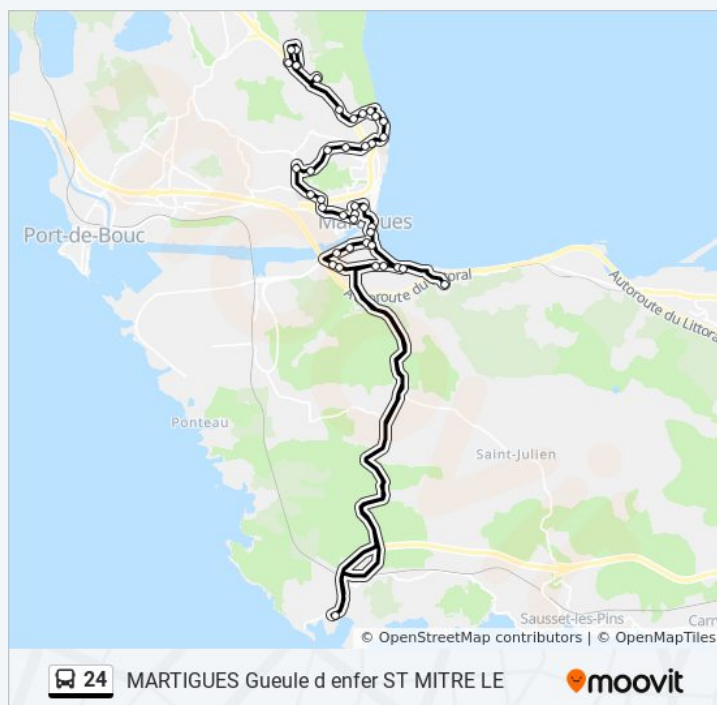 Port-de-Bouc
Martigues
Autoroute du Littoral
Autoroute du Littoral
Ponteau
Saint-Julien
Sausset-les-Pins
Carr
© OpenStreetMap contributors | © OpenMapTiles
24 MARTIGUES Gueule d enfer ST MITRE LE
moovit